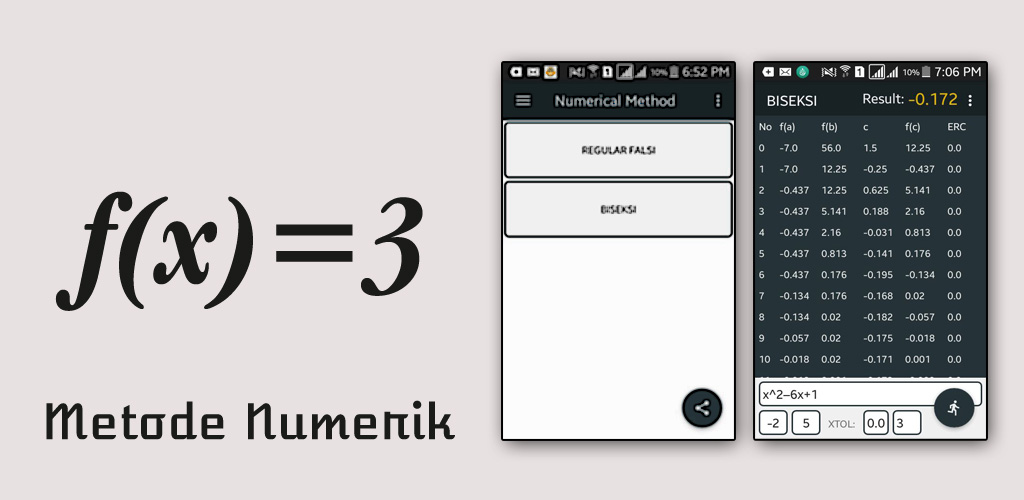 f(x)=3
Metode Numerik
10% 6:52 PM
Numerical Method
REGULAR FALSI
BISEKSI
10% 7:06 PM
BISEKSI Result: -0.172
No f(a) f(b) c f(c) ERC
0 -7.0 56.0 1.5 12.25 0.0
1 -7.0 12.25 -0.25 -0.437 0.0
2 -0.437 12.25 0.625 5.141 0.0
3 -0.437 5.141 0.188 2.16 0.0
4 -0.437 2.16 -0.031 0.813 0.0
5 -0.437 0.813 -0.141 0.176 0.0
6 -0.437 0.176 -0.195 -0.134 0.0
7 -0.134 0.176 -0.168 0.02 0.0
8 -0.134 0.02 -0.182 -0.057 0.0
9 -0.057 0.02 -0.175 -0.018 0.0
10 -0.018 0.02 -0.171 0.001 0.0
x^2–6x+1
-2 5 XTOL: 0.0 3